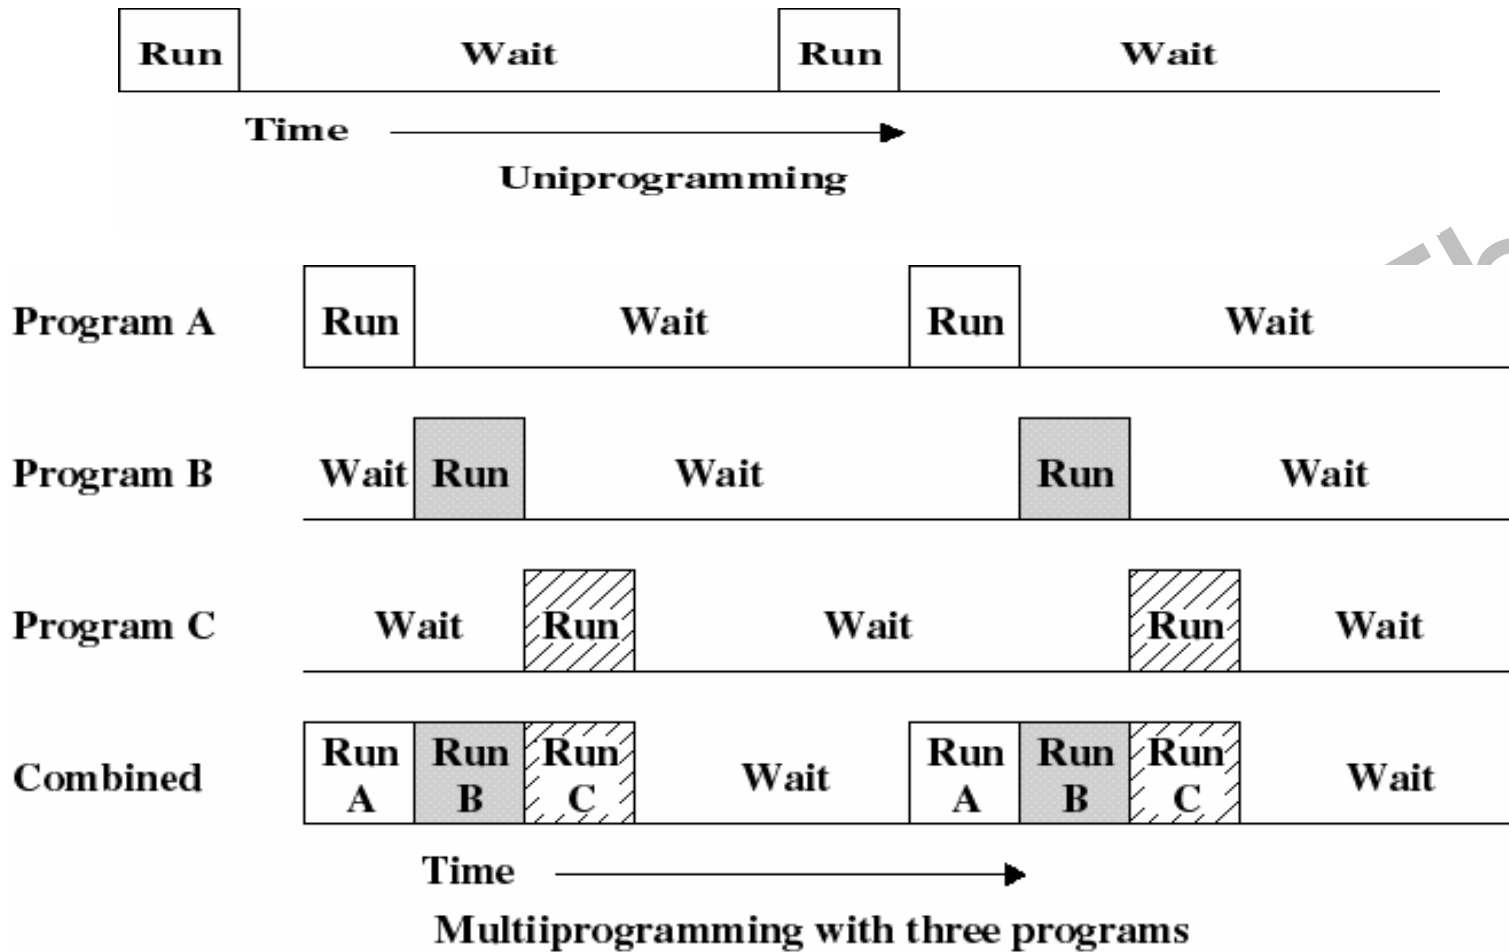 Run Wait Run Wait
Time
Uniprogramming
Program A Run Wait Run Wait
Program B Wait Run Wait Run Wait
Program C Wait Run Wait Run Wait
Combined Run A Run B Run C Wait Run A Run B Run C Wait
Time
Multiiprogramming with three programs